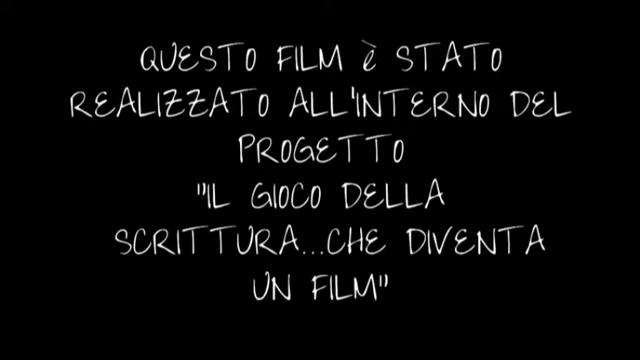 QUESTO FILM è STATO
REALIZZATO ALL'INTERNO DEL
PROGETTO
"IL GIOCO DELLA
SCRITTURA...CHE DIVENTA
UN FILM"